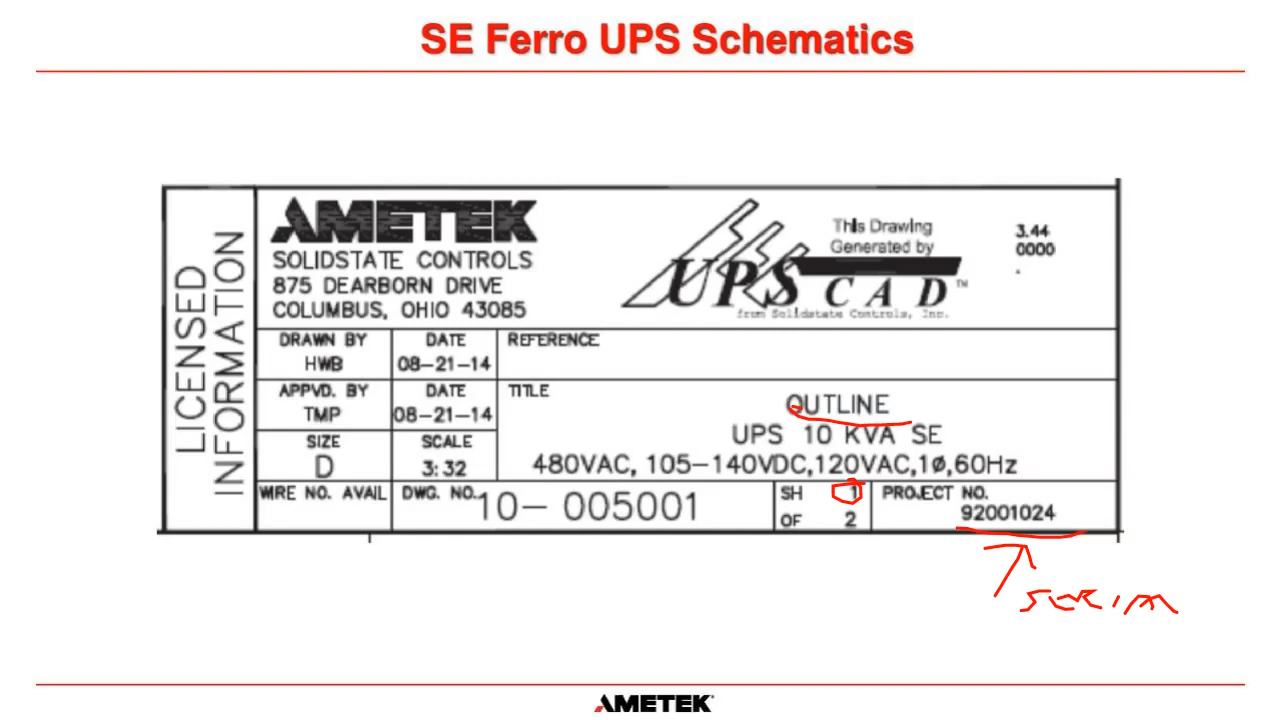 SE Ferro UPS Schematics
LICENSED
INFORMATION
AMETEK
SOLIDSTATE CONTROLS
875 DEARBORN DRIVE
COLUMBUS, OHIO 43085
UPS CAD™
This Drawing
Generated by
from Solidstate Controls, Inc.
3.44
0000
DRAWN BY
HWB
DATE
08-21-14
REFERENCE
APPVD. BY
TMP
DATE
08-21-14
TITLE
OUTLINE
UPS 10 KVA SE
480VAC, 105-140VDC,120VAC,1ø,60Hz
SIZE
D
SCALE
3:32
WIRE NO. AVAIL
DWG. NO.
10- 005001
SH 1
OF 2
PROJECT NO.
92001024
AMETEK